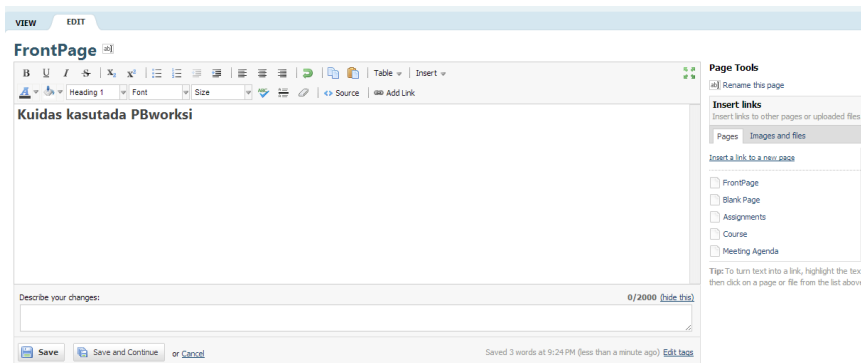 VIEW EDIT
FrontPage
B U I S X₂ X² Table Insert
A Heading 1 Font Size ABC Source Add Link
Kuidas kasutada PBworksi
Describe your changes: 0/2000 (hide this)
Save Save and Continue or Cancel Saved 3 words at 9:24 PM (less than a minute ago) Edit tags
Page Tools
Rename this page
Insert links
Insert links to other pages or uploaded files
Pages Images and files
Insert a link to a new page
FrontPage
Blank Page
Assignments
Course
Meeting Agenda
Tip: To turn text into a link, highlight the tex
then click on a page or file from the list above